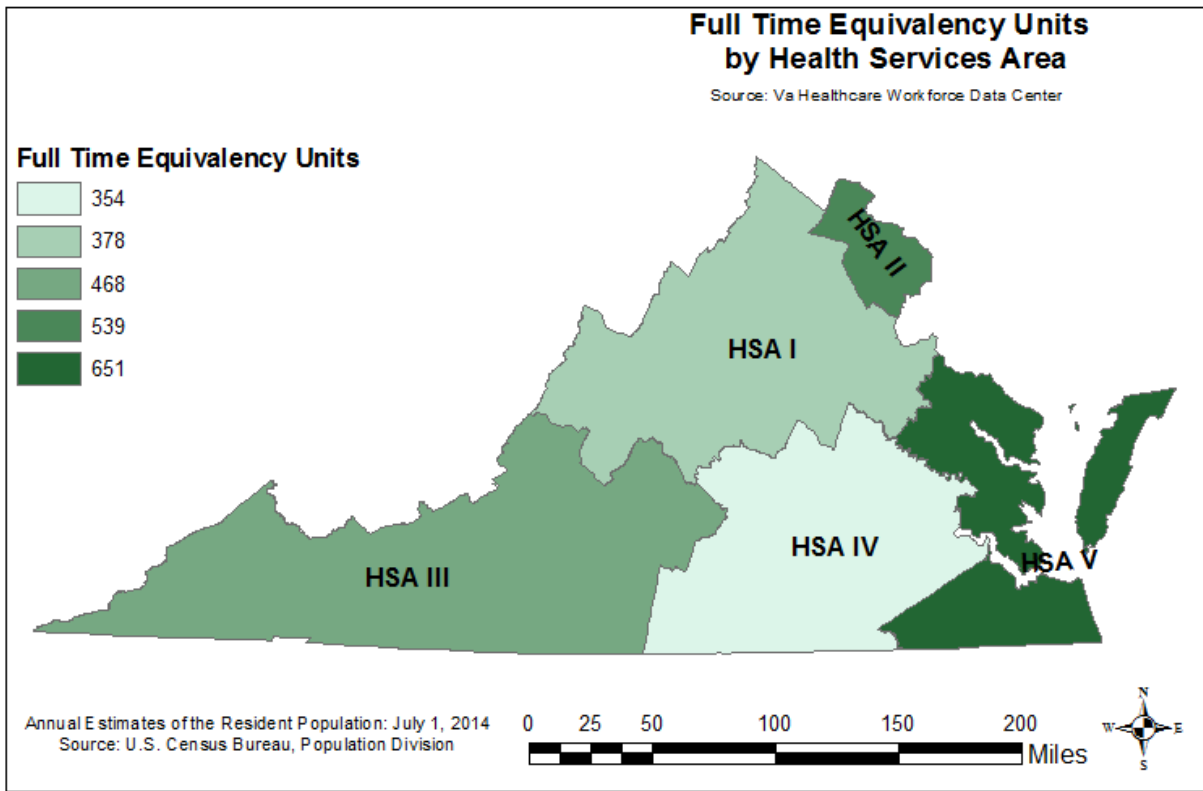 Full Time Equivalency Units
by Health Services Area
Source: Va Healthcare Workforce Data Center
Full Time Equivalency Units
354
378
468
539
651
HSA II
HSA I
HSA IV
HSA V
HSA III
Annual Estimates of the Resident Population: July 1, 2014
Source: U.S. Census Bureau, Population Division
0 25 50 100 150 200
Miles
N
W E
S